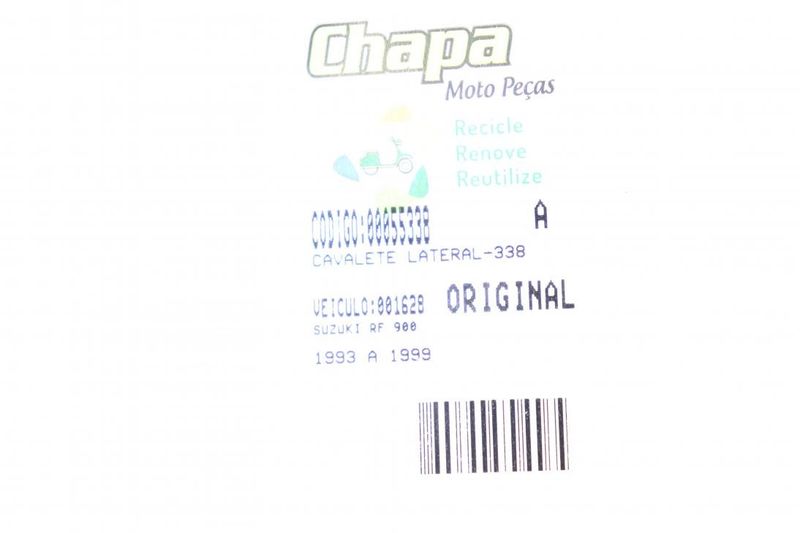 Chapa
Moto Peças
Recicle
Renove
Reutilize
CODIGO:00055338 A
CAVALETE LATERAL-338
VEICULO:001628 ORIGINAL
SUZUKI RF 900
1993 A 1999